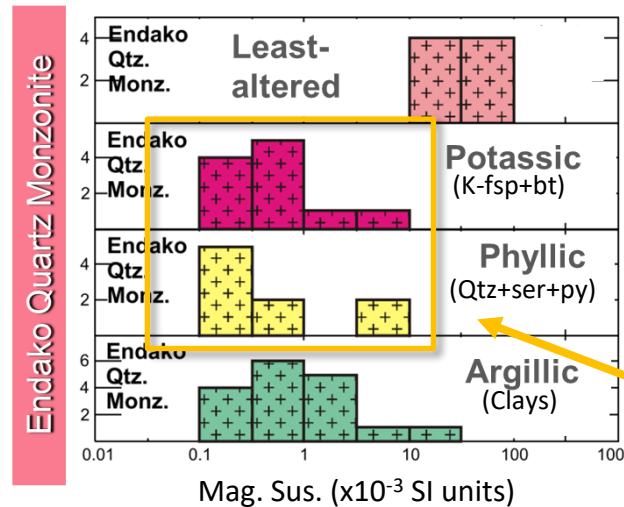 Endako Quartz Monzonite
Endako
Qtz.
Monz.
Least-
altered
4
2
Endako
Qtz.
Monz.
Potassic
(K-fsp+bt)
4
2
Endako
Qtz.
Monz.
Phyllic
(Qtz+ser+py)
4
2
Endako
Qtz.
Monz.
Argillic
(Clays)
6
4
2
0.01
0.1
1
10
100
100
Mag. Sus. (x10⁻³ SI units)